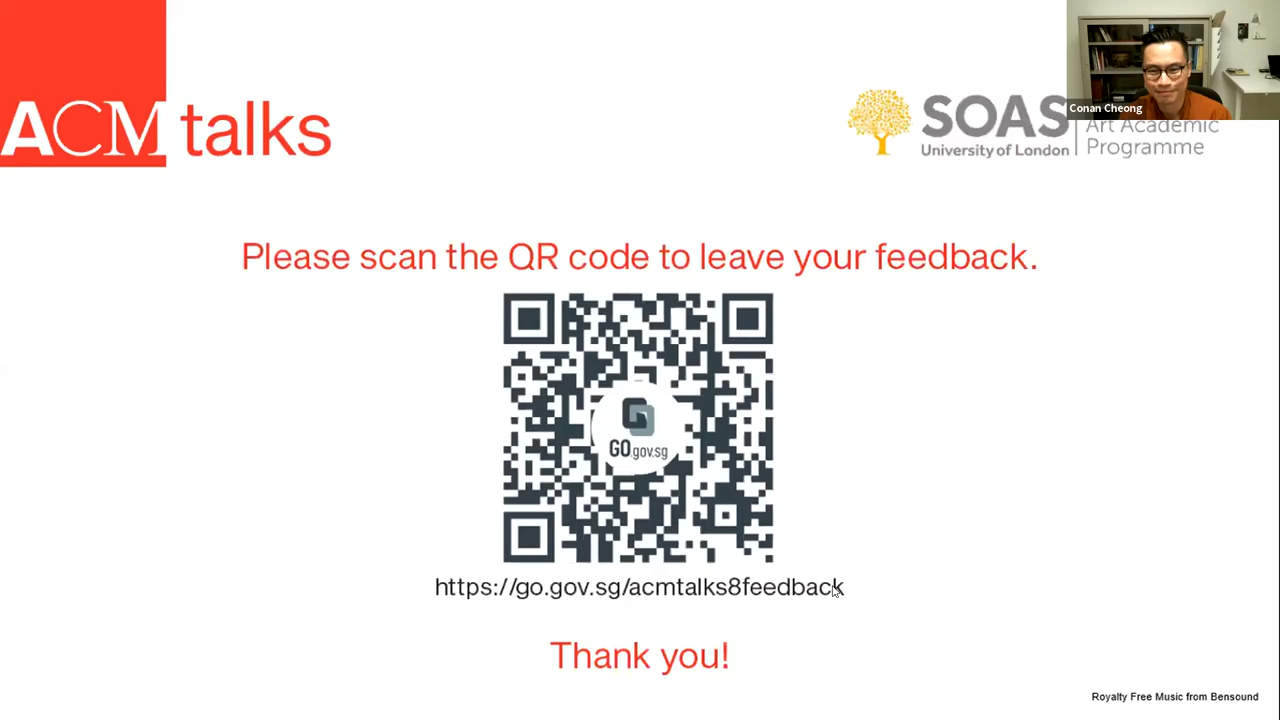 ACM talks
SOAS
University of London
Art Academic
Programme
Conan Cheong
Please scan the QR code to leave your feedback.
GO.gov.sg
https://go.gov.sg/acmtalks8feedback
Thank you!
Royalty Free Music from Bensound